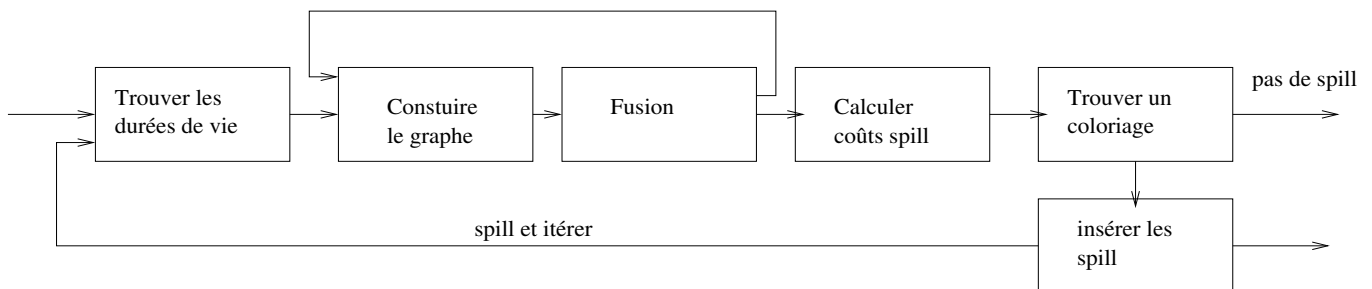 Trouver les
durées de vie
Constuire
le graphe
Fusion
Calculer
coûts spill
Trouver un
coloriage
pas de spill
spill et itérer
insérer les
spill